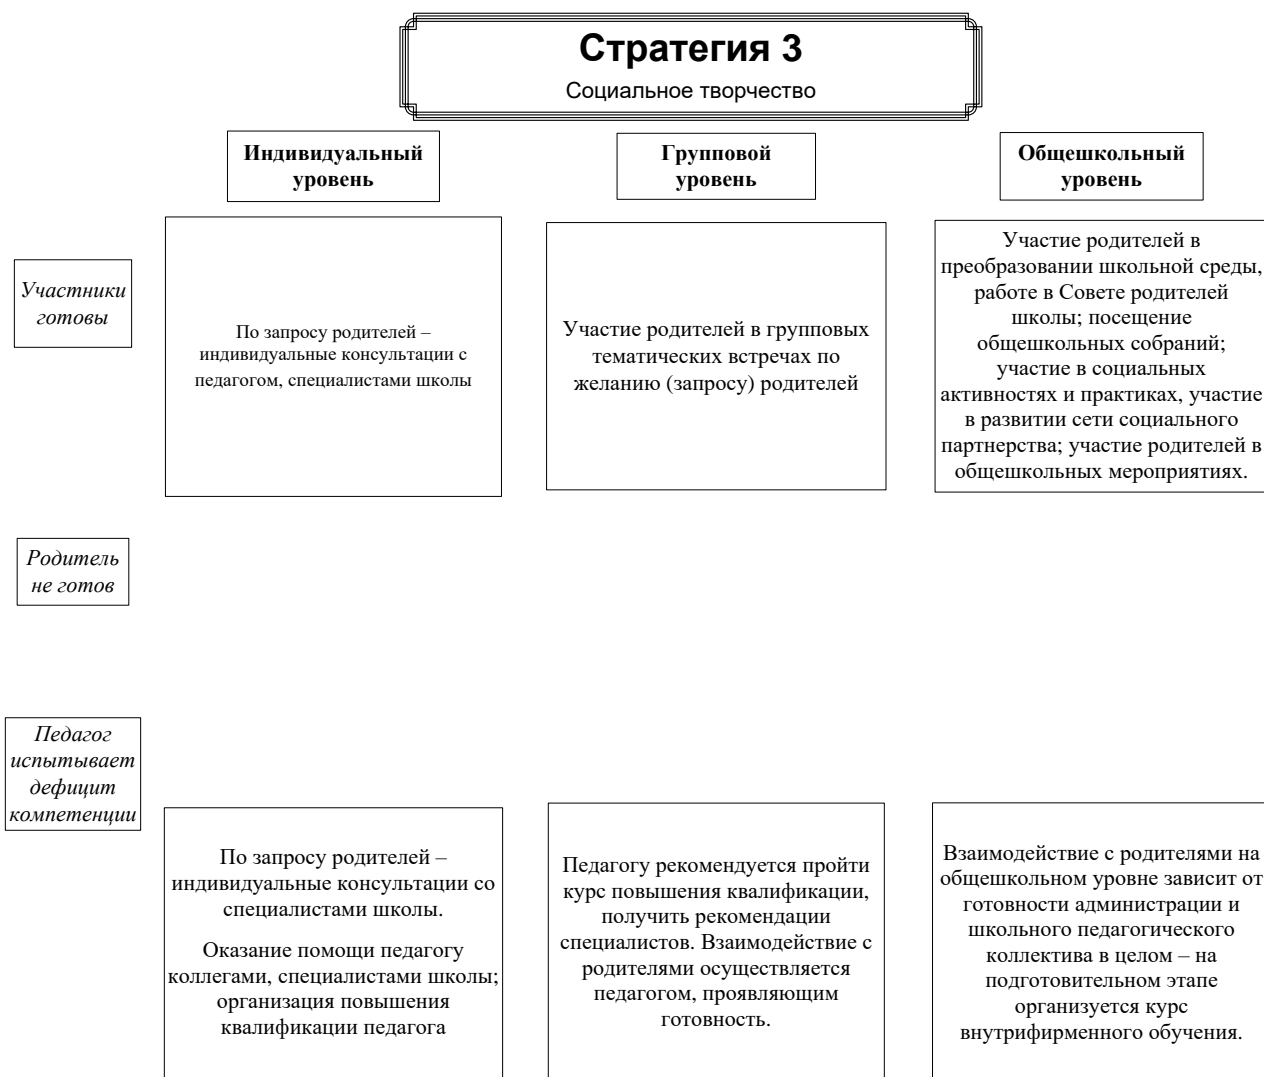 Стратегия 3
Социальное творчество
Индивидуальный
уровень
Групповой
уровень
Общешкольный
уровень
Участники
готовы
По запросу родителей –
индивидуальные консультации с
педагогом, специалистами школы
Участие родителей в групповых
тематических встречах по
желанию (запросу) родителей
Участие родителей в
преобразовании школьной среды,
работе в Совете родителей
школы; посещение
общешкольных собраний;
участие в социальных
активностях и практиках, участие
в развитии сети социального
партнерства; участие родителей в
общешкольных мероприятиях.
Родитель
не готов
Педагог
испытывает
дефицит
компетенции
По запросу родителей –
индивидуальные консультации со
специалистами школы.
Оказание помощи педагогу
коллегами, специалистами школы;
организация повышения
квалификации педагога
Педагогу рекомендуется пройти
курс повышения квалификации,
получить рекомендации
специалистов. Взаимодействие с
родителями осуществляется
педагогом, проявляющим
готовность.
Взаимодействие с родителями на
общешкольном уровне зависит от
готовности администрации и
школьного педагогического
коллектива в целом – на
подготовительном этапе
организуется курс
внутрифирменного обучения.